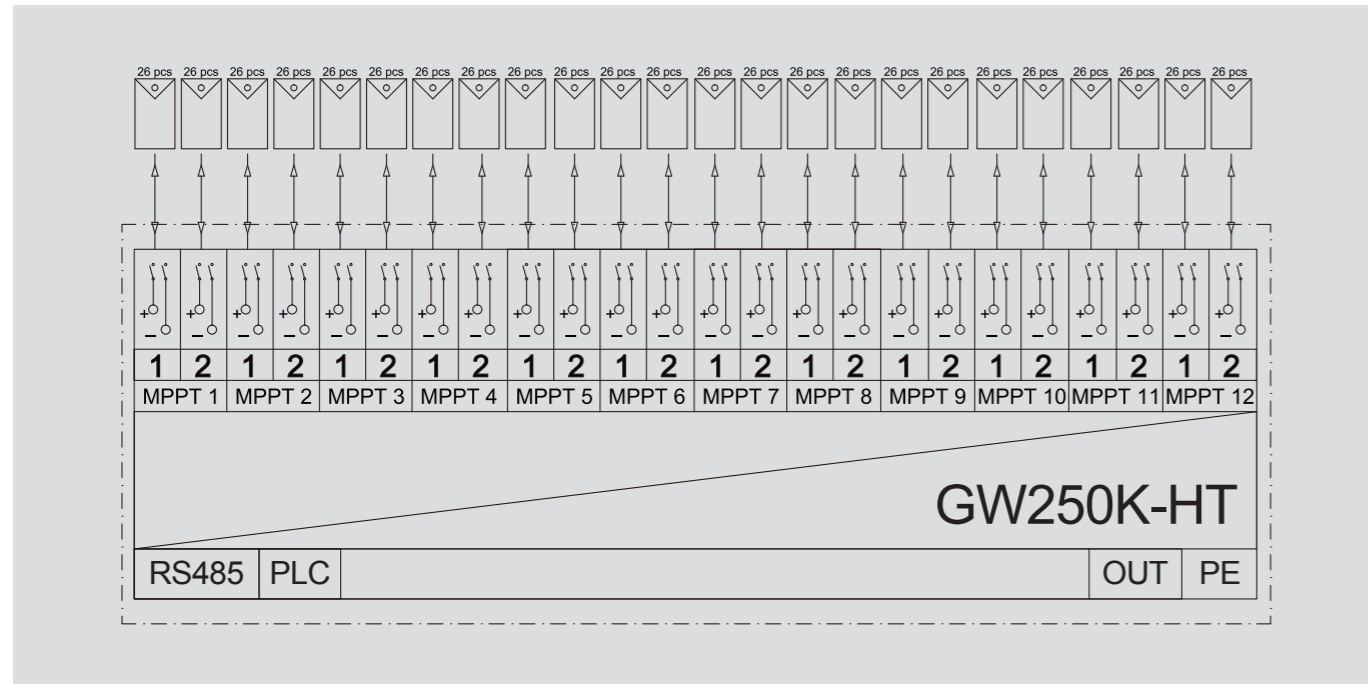 26 pcs 26 pcs 26 pcs 26 pcs 26 pcs 26 pcs 26 pcs 26 pcs 26 pcs 26 pcs 26 pcs 26 pcs 26 pcs 26 pcs 26 pcs 26 pcs 26 pcs 26 pcs 26 pcs 26 pcs 26 pcs 26 pcs 26 pcs 26 pcs
+ + + + + + + + + + + + + + + + + + + + + + + +
− − − − − − − − − − − − − − − − − − − − − − − −
1 2 1 2 1 2 1 2 1 2 1 2 1 2 1 2 1 2 1 2 1 2 1 2
MPPT 1 MPPT 2 MPPT 3 MPPT 4 MPPT 5 MPPT 6 MPPT 7 MPPT 8 MPPT 9 MPPT 10 MPPT 11 MPPT 12
GW250K-HT
RS485 PLC OUT PE